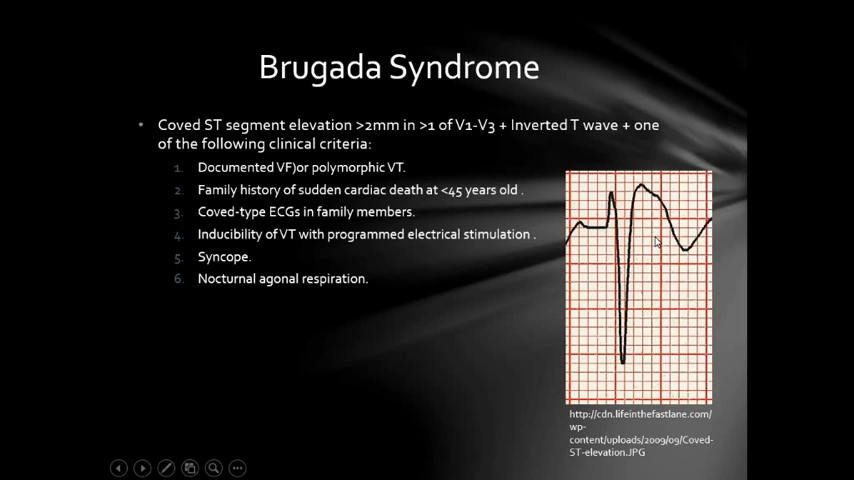 Brugada Syndrome
• Coved ST segment elevation >2mm in >1 of V1-V3 + Inverted T wave + one
of the following clinical criteria:
1. Documented VF)or polymorphic VT.
2. Family history of sudden cardiac death at <45 years old .
3. Coved-type ECGs in family members.
4. Inducibility of VT with programmed electrical stimulation .
5. Syncope.
6. Nocturnal agonal respiration.
http://cdn.lifeinthefastlane.com/
wp-
content/uploads/2009/09/Coved-
ST-elevation.JPG